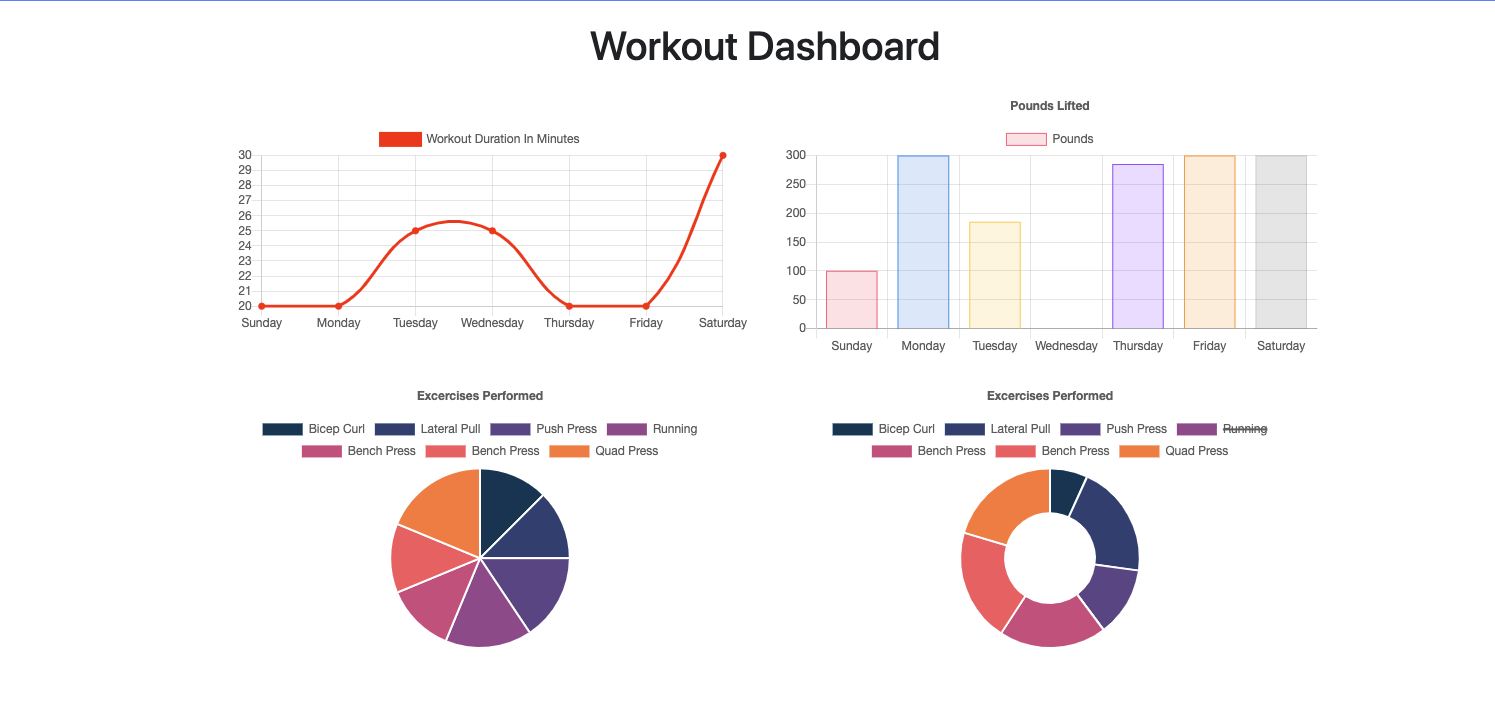 Workout Dashboard
Workout Duration In Minutes
30
29
28
27
26
25
24
23
22
21
20
Sunday Monday Tuesday Wednesday Thursday Friday Saturday
Pounds Lifted
Pounds
300
250
200
150
100
50
0
Sunday Monday Tuesday Wednesday Thursday Friday Saturday
Excercises Performed
Bicep Curl Lateral Pull Push Press Running
Bench Press Bench Press Quad Press
Excercises Performed
Bicep Curl Lateral Pull Push Press Running
Bench Press Bench Press Quad Press